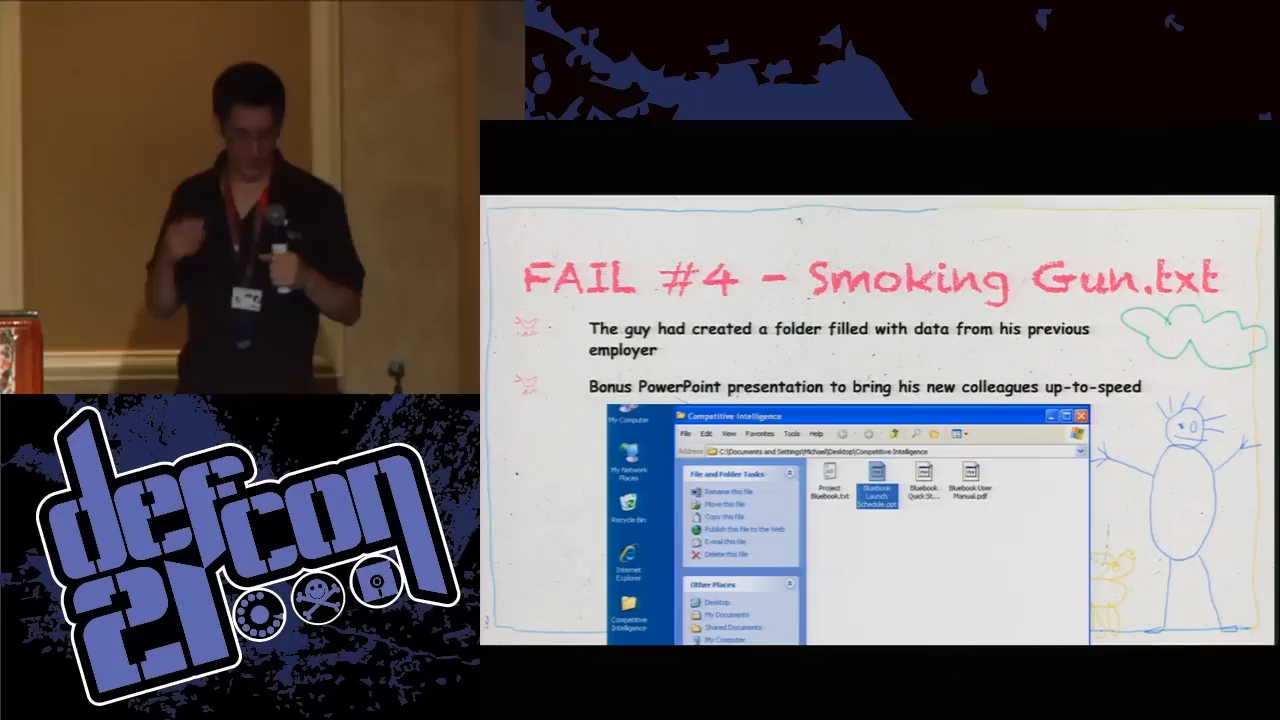 FAIL #4 - Smoking Gun.txt
The guy had created a folder filled with data from his previous
employer
Bonus PowerPoint presentation to bring his new colleagues up-to-speed
Competitive Intelligence
File Edit View Favorites Tools Help
Address C:\Documents and Settings\Michael\Desktop\Competitive Intelligence
My Computer
My Network
Places
Recycle Bin
Internet
Explorer
Competitive
Intelligence
File and Folder Tasks
Rename this file
Move this file
Copy this file
Publish this file to the Web
E-mail this file
Delete this file
Other Places
Desktop
My Documents
Shared Documents
My Computer
Project
Bluebook.txt
Bluebook
Launch
Schedule.ppt
Bluebook
Quick St...
Bluebook User
Manual.pdf
defcon
21